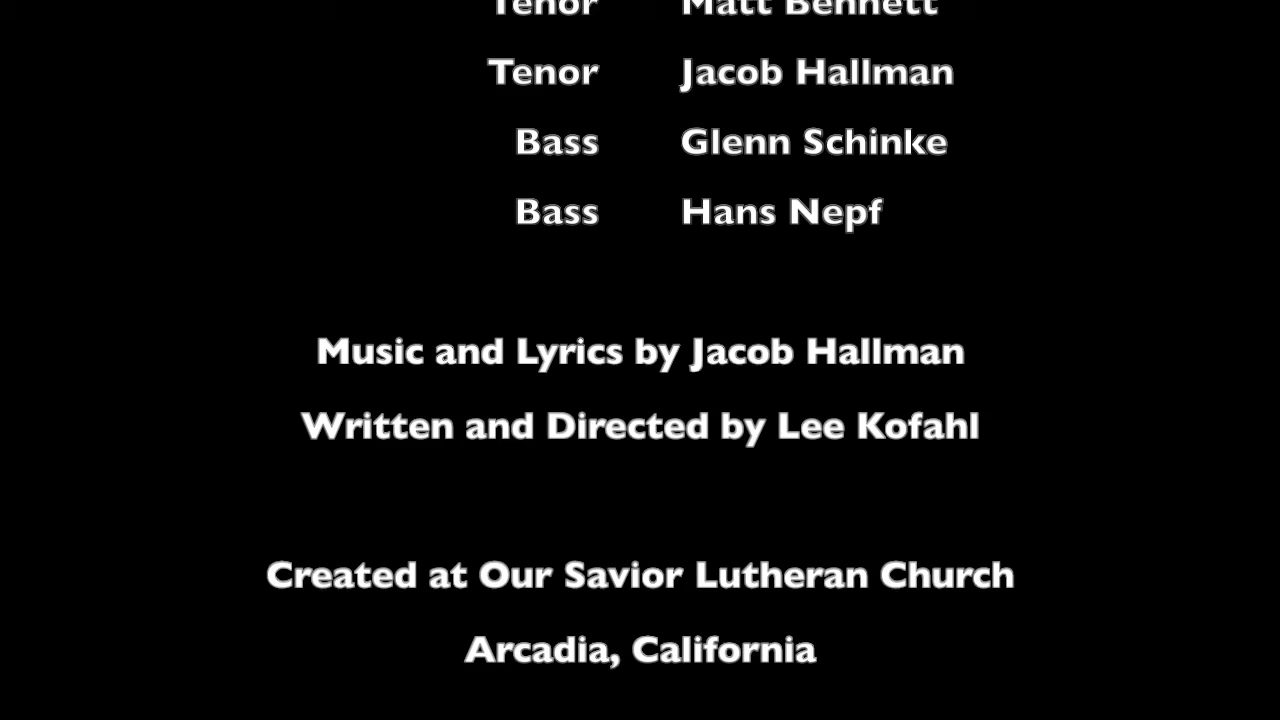 Tenor Matt Bennett
Tenor Jacob Hallman
Bass Glenn Schinke
Bass Hans Nepf
Music and Lyrics by Jacob Hallman
Written and Directed by Lee Kofahl
Created at Our Savior Lutheran Church
Arcadia, California